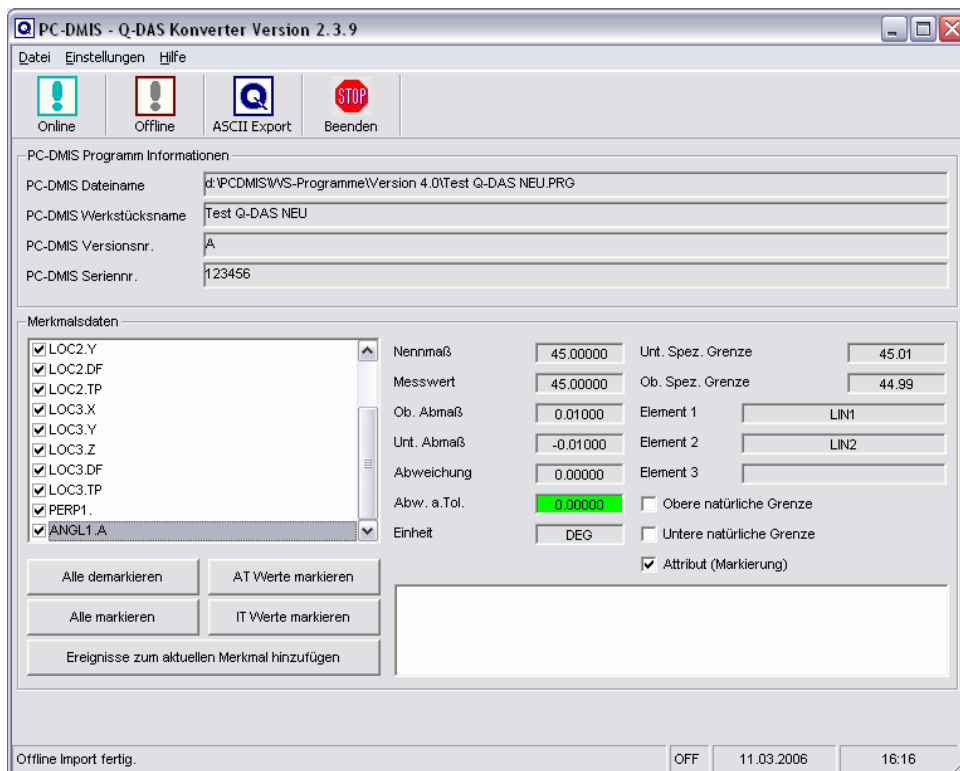 PC-DMIS - Q-DAS Konverter Version 2.3.9
Datei Einstellungen Hilfe
Online Offline ASCII Export STOP Beenden
PC-DMIS Programm Informationen
PC-DMIS Dateiname d:\PCDMIS\WS-Programme\Version 4.0\Test Q-DAS NEU.PRG
PC-DMIS Werkstücksname Test Q-DAS NEU
PC-DMIS Versionsnr. A
PC-DMIS Seriennr. 123456
Merkmalsdaten
LOC2.Y
LOC2.DF
LOC2.TP
LOC3.X
LOC3.Y
LOC3.Z
LOC3.DF
LOC3.TP
PERP1.
ANGL1.A
Nennmaß 45.00000
Messwert 45.00000
Ob. Abmaß 0.01000
Unt. Abmaß -0.01000
Abweichung 0.00000
Abw. a.Tol. 0.00000
Einheit DEG
Unt. Spez. Grenze 45.01
Ob. Spez. Grenze 44.99
Element 1 LIN1
Element 2 LIN2
Element 3
Obere natürliche Grenze
Untere natürliche Grenze
Attribut (Markierung)
Alle demarkieren AT Werte markieren
Alle markieren IT Werte markieren
Ereignisse zum aktuellen Merkmal hinzufügen
Offline Import fertig. OFF 11.03.2006 16:16